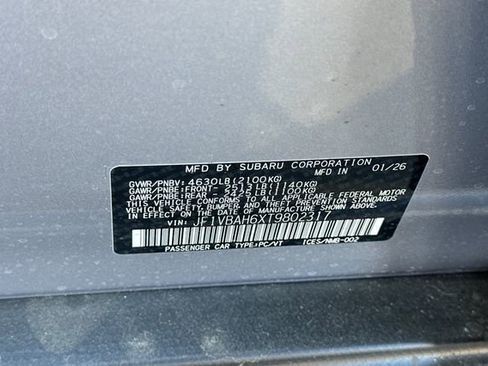 MFD BY SUBARU CORPORATION
MFD IN 01/26
GVWR/PNBV: 4630LB(2100KG)
GAWR/PNBE:FRONT- 2513LB(1140KG)
GAWR/PNBE:REAR - 2425LB(1100KG)
THIS VEHICLE CONFORMS TO ALL APPLICABLE FEDERAL MOTOR
VEHICLE SAFETY, BUMPER, AND THEFT PREVENTION STANDARDS
IN EFFECT ON THE DATE OF MANUFACTURE SHOWN ABOVE.
VIN: JF1VBAH6XT9802317
PASSENGER CAR TYPE:PC/VT ICES/NMB-002